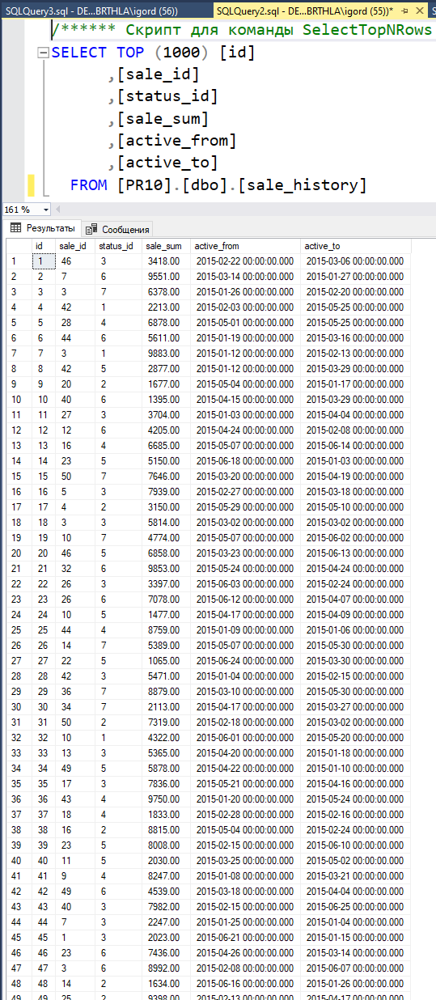 SQLQuery3.sql - DE...BRTHLA\igord (56))
SQLQuery2.sql - DE...BRTHLA\igord (55))*
/****** Скрипт для команды SelectTopNRows
SELECT TOP (1000) [id]
,[sale_id]
,[status_id]
,[sale_sum]
,[active_from]
,[active_to]
FROM [PR10].[dbo].[sale_history]
161 %
Результаты Сообщения
id sale_id status_id sale_sum active_from active_to
1 1 46 3 3418.00 2015-02-22 00:00:00.000 2015-03-06 00:00:00.000
2 2 7 6 9551.00 2015-03-14 00:00:00.000 2015-01-27 00:00:00.000
3 3 3 7 6378.00 2015-01-26 00:00:00.000 2015-02-20 00:00:00.000
4 4 42 1 2213.00 2015-02-03 00:00:00.000 2015-05-25 00:00:00.000
5 5 28 4 6878.00 2015-05-01 00:00:00.000 2015-05-25 00:00:00.000
6 6 44 6 5611.00 2015-01-19 00:00:00.000 2015-03-16 00:00:00.000
7 7 3 1 9883.00 2015-01-12 00:00:00.000 2015-02-13 00:00:00.000
8 8 42 5 2877.00 2015-01-12 00:00:00.000 2015-03-29 00:00:00.000
9 9 20 2 1677.00 2015-05-04 00:00:00.000 2015-01-17 00:00:00.000
10 10 40 6 1395.00 2015-04-15 00:00:00.000 2015-03-29 00:00:00.000
11 11 27 3 3704.00 2015-01-03 00:00:00.000 2015-04-04 00:00:00.000
12 12 12 6 4205.00 2015-04-24 00:00:00.000 2015-02-08 00:00:00.000
13 13 16 4 6685.00 2015-05-07 00:00:00.000 2015-06-14 00:00:00.000
14 14 23 5 5150.00 2015-06-18 00:00:00.000 2015-01-03 00:00:00.000
15 15 50 7 7646.00 2015-03-20 00:00:00.000 2015-04-19 00:00:00.000
16 16 5 3 7939.00 2015-02-27 00:00:00.000 2015-03-18 00:00:00.000
17 17 4 2 3150.00 2015-05-29 00:00:00.000 2015-05-10 00:00:00.000
18 18 3 3 5814.00 2015-03-02 00:00:00.000 2015-03-02 00:00:00.000
19 19 10 7 4774.00 2015-05-07 00:00:00.000 2015-06-02 00:00:00.000
20 20 46 5 6858.00 2015-03-23 00:00:00.000 2015-06-13 00:00:00.000
21 21 32 6 9853.00 2015-05-24 00:00:00.000 2015-04-24 00:00:00.000
22 22 26 3 3397.00 2015-06-03 00:00:00.000 2015-02-24 00:00:00.000
23 23 26 6 7078.00 2015-06-12 00:00:00.000 2015-04-07 00:00:00.000
24 24 10 5 1477.00 2015-04-17 00:00:00.000 2015-04-09 00:00:00.000
25 25 44 4 8759.00 2015-01-09 00:00:00.000 2015-01-06 00:00:00.000
26 26 14 7 5389.00 2015-05-07 00:00:00.000 2015-05-30 00:00:00.000
27 27 22 5 1065.00 2015-06-24 00:00:00.000 2015-03-30 00:00:00.000
28 28 42 3 5471.00 2015-01-04 00:00:00.000 2015-02-15 00:00:00.000
29 29 36 7 8879.00 2015-03-10 00:00:00.000 2015-05-30 00:00:00.000
30 30 34 7 2113.00 2015-04-17 00:00:00.000 2015-03-27 00:00:00.000
31 31 50 2 7319.00 2015-02-18 00:00:00.000 2015-03-02 00:00:00.000
32 32 10 1 4322.00 2015-06-01 00:00:00.000 2015-05-20 00:00:00.000
33 33 13 3 5365.00 2015-04-20 00:00:00.000 2015-01-18 00:00:00.000
34 34 49 5 5878.00 2015-04-22 00:00:00.000 2015-01-10 00:00:00.000
35 35 17 3 7836.00 2015-05-21 00:00:00.000 2015-04-16 00:00:00.000
36 36 43 4 9750.00 2015-01-20 00:00:00.000 2015-05-24 00:00:00.000
37 37 18 4 1833.00 2015-02-28 00:00:00.000 2015-02-16 00:00:00.000
38 38 16 2 8815.00 2015-05-04 00:00:00.000 2015-02-24 00:00:00.000
39 39 23 5 8008.00 2015-02-15 00:00:00.000 2015-06-10 00:00:00.000
40 40 11 5 2030.00 2015-03-25 00:00:00.000 2015-05-02 00:00:00.000
41 41 9 4 8247.00 2015-01-08 00:00:00.000 2015-03-21 00:00:00.000
42 42 49 6 4539.00 2015-03-18 00:00:00.000 2015-04-04 00:00:00.000
43 43 40 3 7982.00 2015-02-15 00:00:00.000 2015-06-25 00:00:00.000
44 44 7 3 2247.00 2015-01-25 00:00:00.000 2015-01-04 00:00:00.000
45 45 1 3 2023.00 2015-06-21 00:00:00.000 2015-01-15 00:00:00.000
46 46 23 6 7436.00 2015-04-26 00:00:00.000 2015-03-14 00:00:00.000
47 47 3 6 8992.00 2015-02-08 00:00:00.000 2015-06-07 00:00:00.000
48 48 14 2 1634.00 2015-06-16 00:00:00.000 2015-01-26 00:00:00.000
49 49 25 2 9398.00 2015-02-13 00:00:00.000 2015-04-17 00:00:00.000